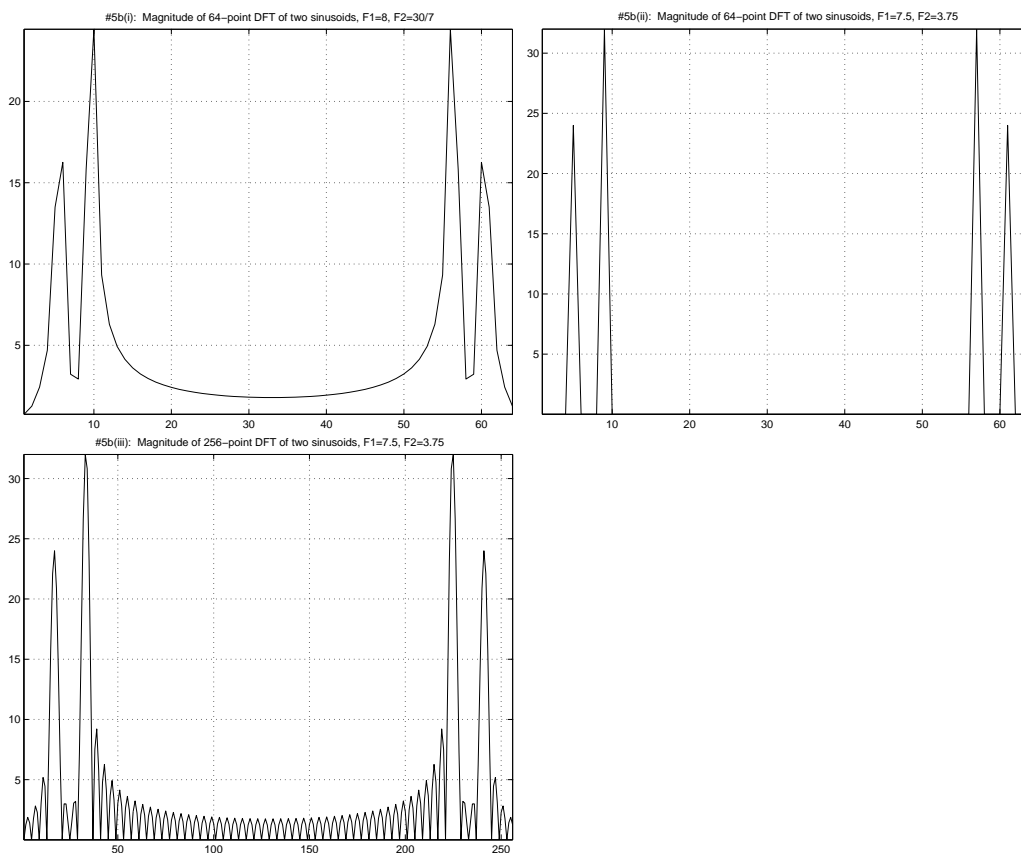 #5b(i): Magnitude of 64-point DFT of two sinusoids, F1=8, F2=30/7
20
15
10
5
10 20 30 40 50 60
#5b(ii): Magnitude of 64-point DFT of two sinusoids, F1=7.5, F2=3.75
30
25
20
15
10
5
10 20 30 40 50 60
#5b(iii): Magnitude of 256-point DFT of two sinusoids, F1=7.5, F2=3.75
30
25
20
15
10
5
50 100 150 200 250